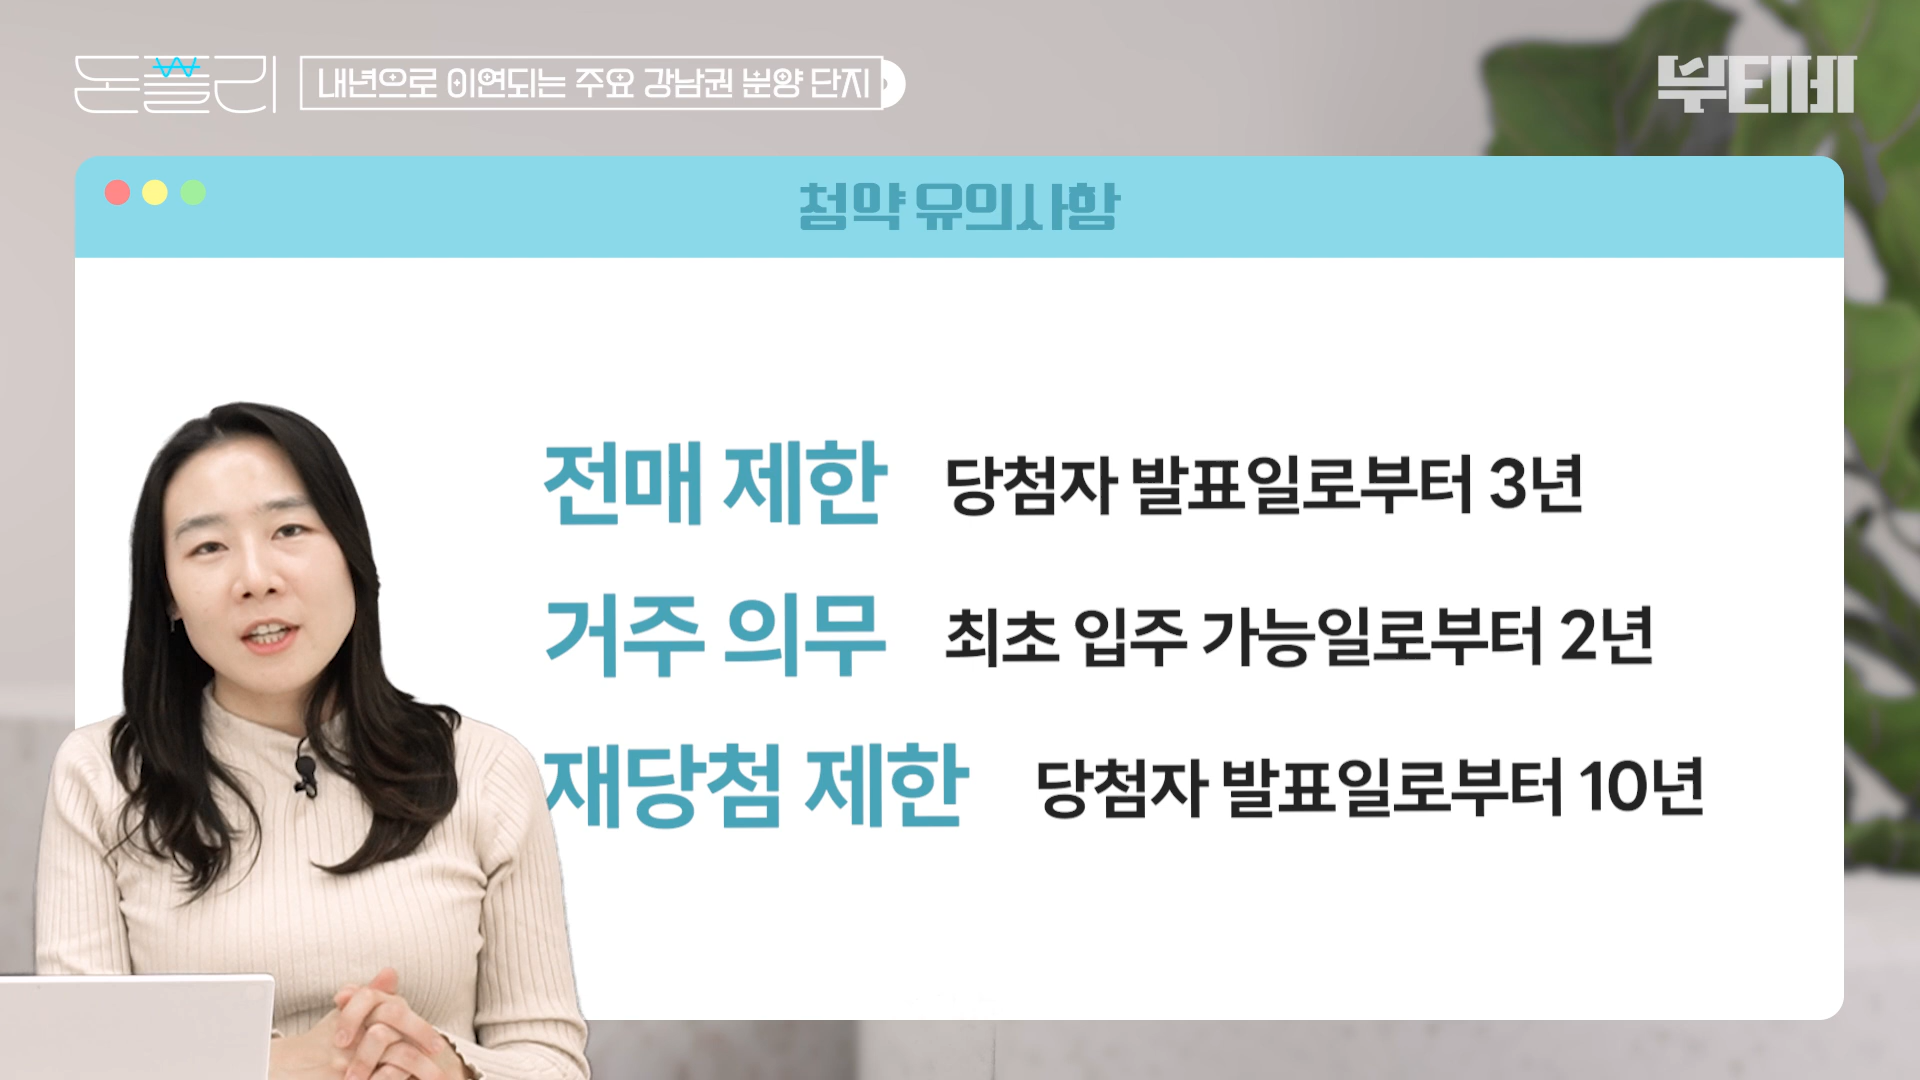 돈플리
내년으로 이연되는 주요 강남권 분양 단지
부티비
청약 유의사항
전매 제한 당첨자 발표일로부터 3년
거주 의무 최초 입주 가능일로부터 2년
재당첨 제한 당첨자 발표일로부터 10년